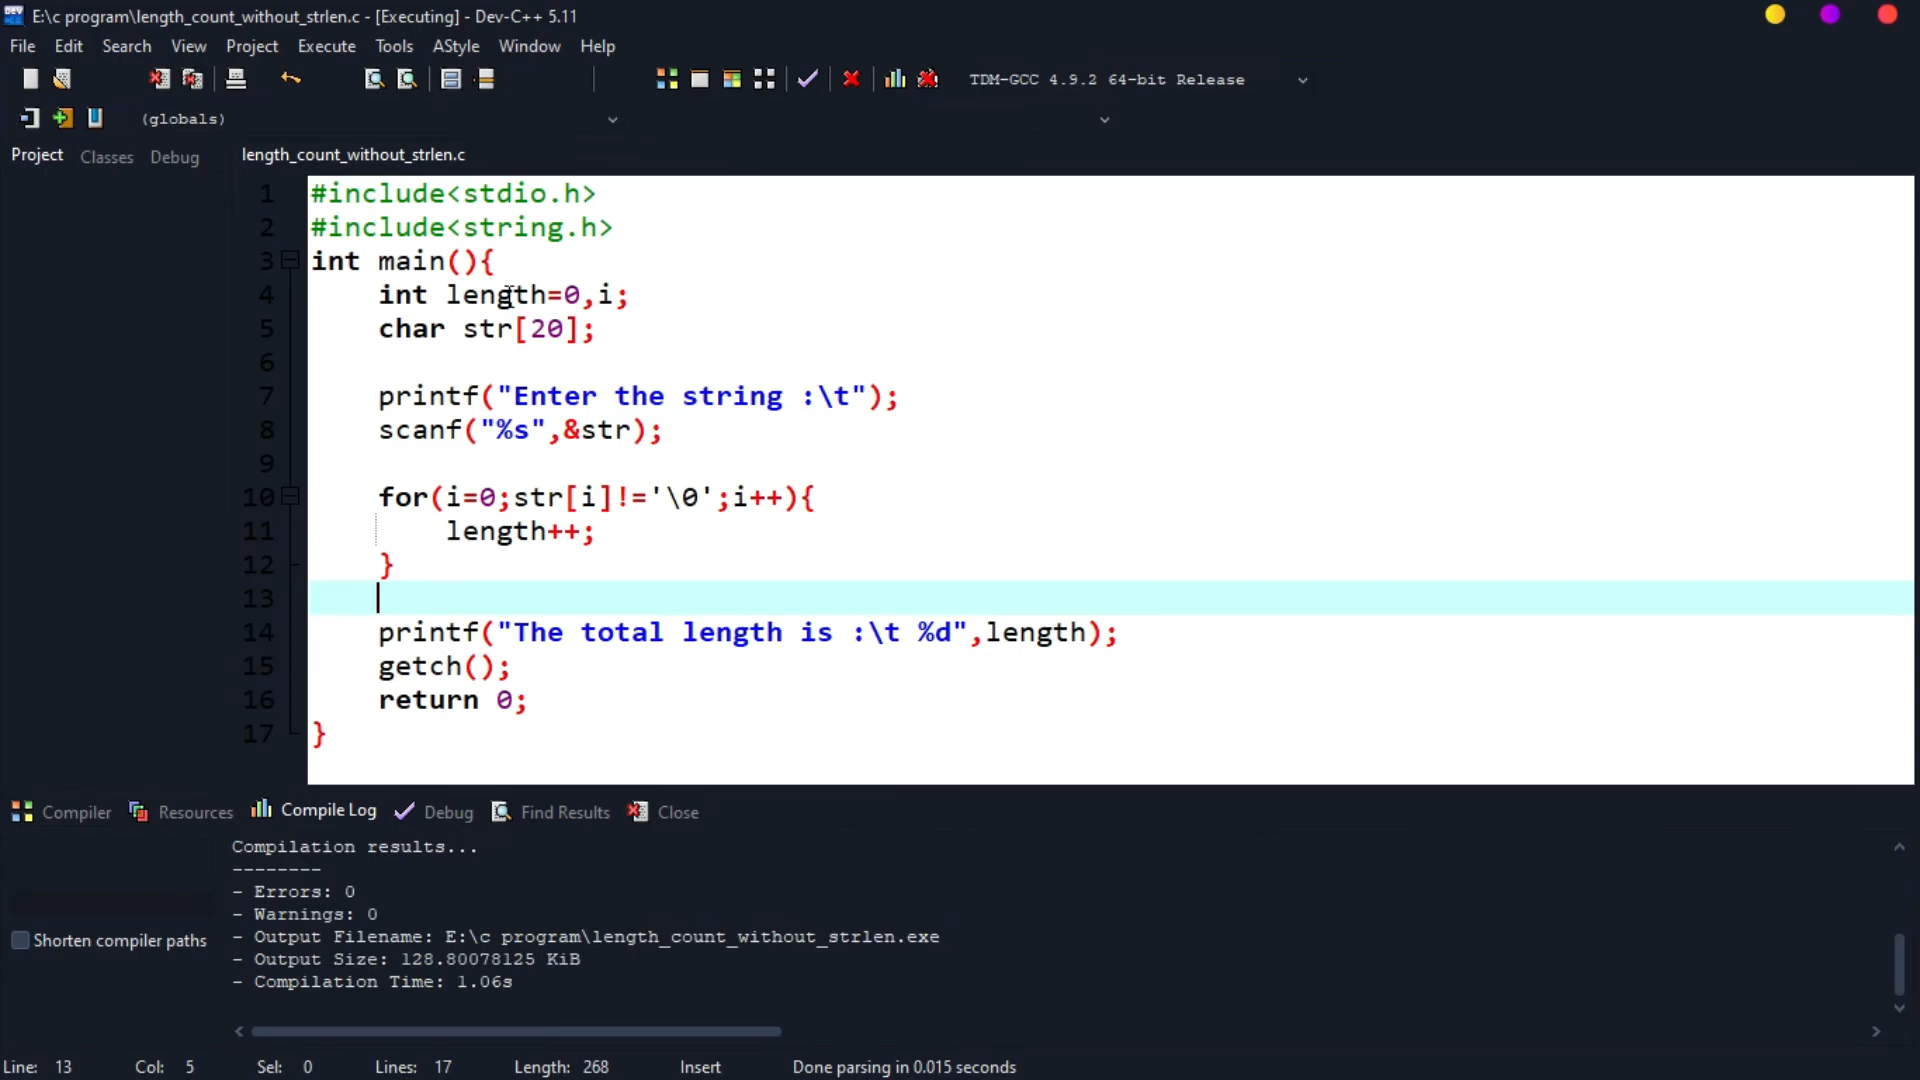 E:\c program\length_count_without_strlen.c - [Executing] - Dev-C++ 5.11
File Edit Search View Project Execute Tools AStyle Window Help
TDM-GCC 4.9.2 64-bit Release
(globals)
Project Classes Debug length_count_without_strlen.c
1 #include<stdio.h>
2 #include<string.h>
3 int main(){
4 int length=0,i;
5 char str[20];
6
7 printf("Enter the string :\t");
8 scanf("%s",&str);
9
10 for(i=0;str[i]!='\0';i++){
11 length++;
12 }
13
14 printf("The total length is :\t %d",length);
15 getch();
16 return 0;
17 }
Compiler Resources Compile Log Debug Find Results Close
Compilation results...
--------
- Errors: 0
- Warnings: 0
- Output Filename: E:\c program\length_count_without_strlen.exe
- Output Size: 128.80078125 KiB
- Compilation Time: 1.06s
Shorten compiler paths
Line: 13 Col: 5 Sel: 0 Lines: 17 Length: 268 Insert Done parsing in 0.015 seconds